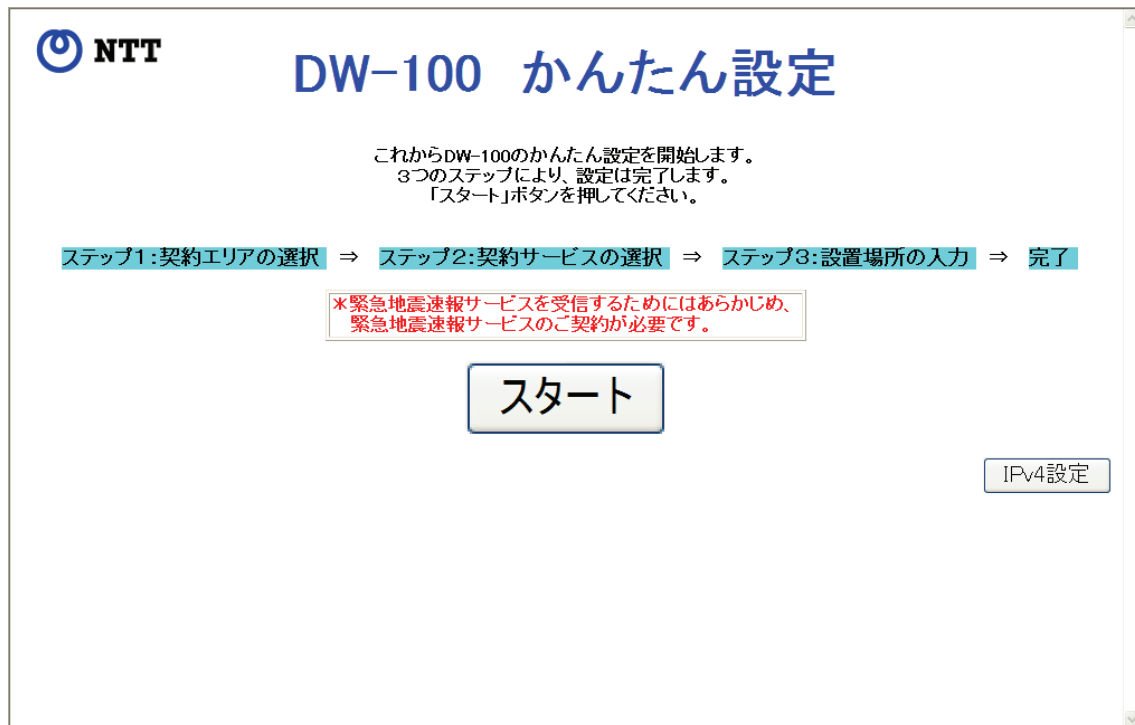 NTT
DW-100 かんたん設定
これからDW-100のかんたん設定を開始します。
3つのステップにより、設定は完了します。
「スタート」ボタンを押してください。
ステップ1:契約エリアの選択 ⇒ ステップ2:契約サービスの選択 ⇒ ステップ3:設置場所の入力 ⇒ 完了
*緊急地震速報サービスを受信するためにはあらかじめ、
緊急地震速報サービスのご契約が必要です。
スタート
IPv4設定